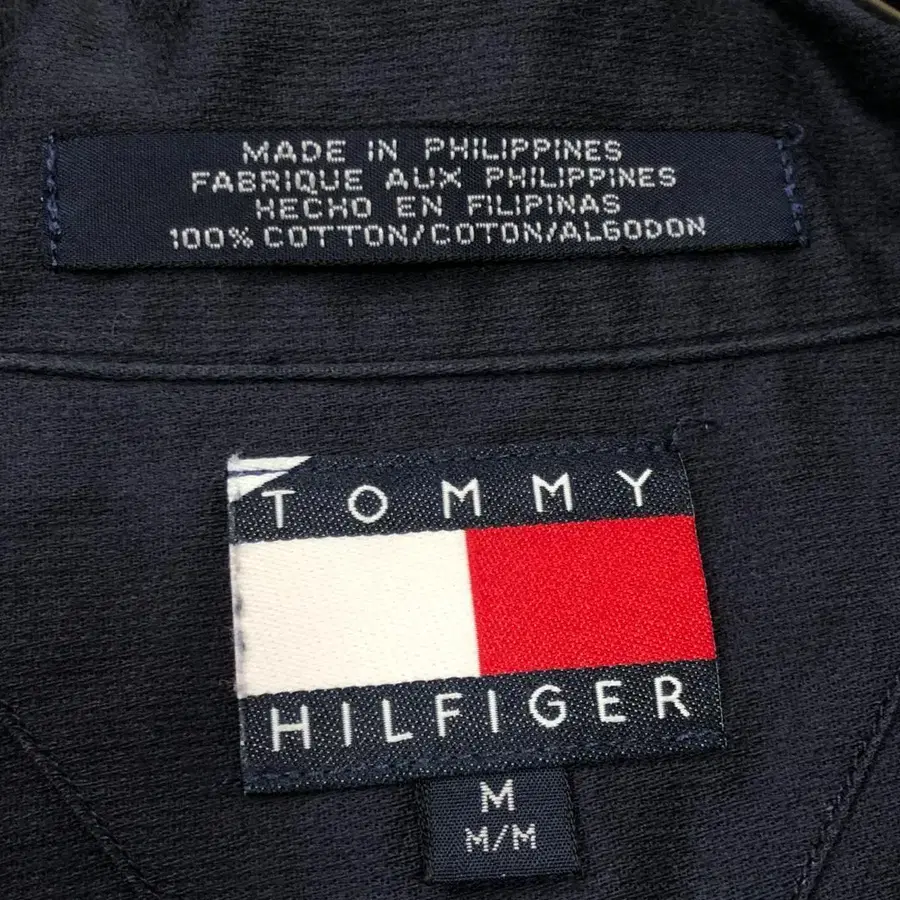 MADE IN PHILIPPINES
FABRIQUE AUX PHILIPPINES
HECHO EN FILIPINAS
100% COTTON/COTON/ALGODON
TOMMY
HILFIGER
M
M/M